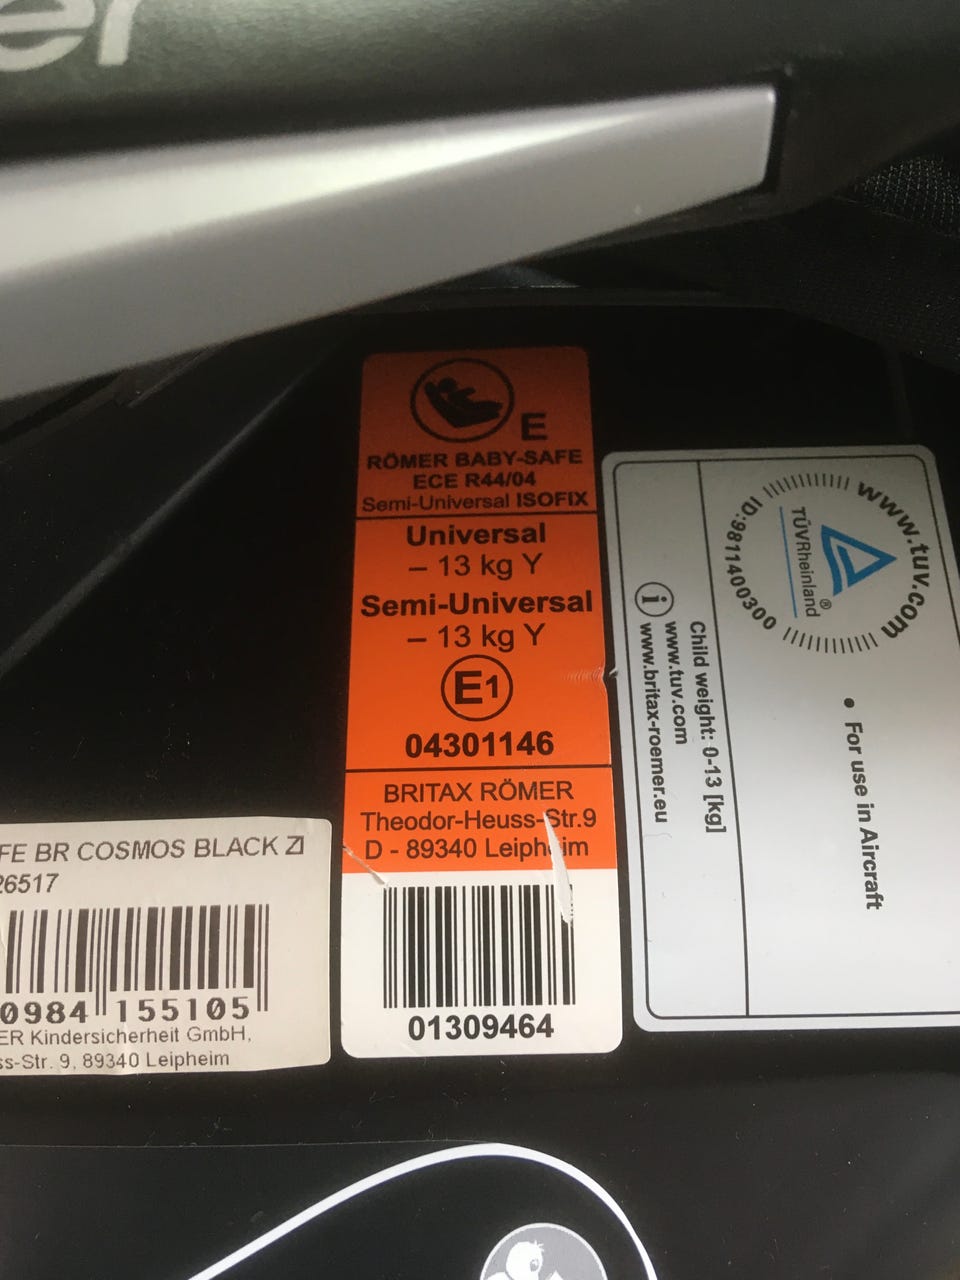 er
E
RÖMER BABY-SAFE
ECE R44/04
Semi-Universal ISOFIX
Universal
– 13 kg Y
Semi-Universal
– 13 kg Y
E1
04301146
BRITAX RÖMER
Theodor-Heuss-Str.9
D - 89340 Leipheim
01309464
FE BR COSMOS BLACK ZI
26517
0984 155105
ER Kindersicherheit GmbH,
ss-Str. 9, 89340 Leipheim
www.tuv.com
TÜVRheinland®
ID:9811400300
• For use in Aircraft
Child weight: 0-13 [kg]
i www.tuv.com
www.britax-roemer.eu